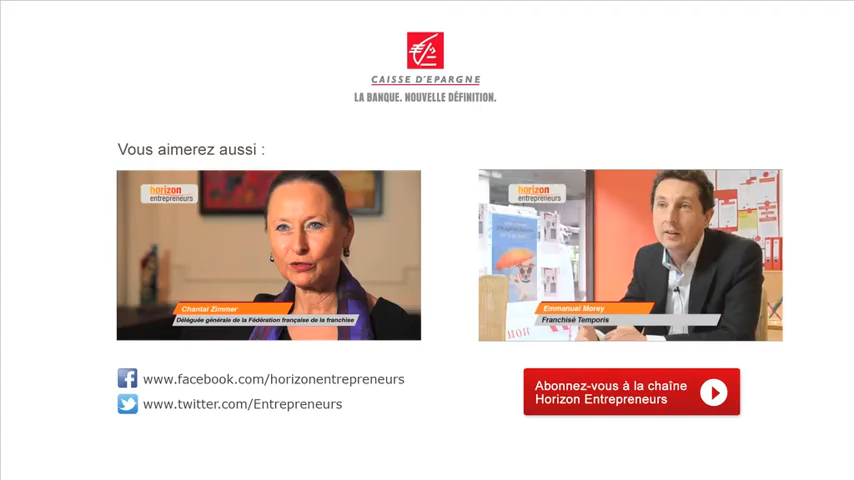 CAISSE D'EPARGNE
LA BANQUE. NOUVELLE DÉFINITION.
Vous aimerez aussi :
horizon
entrepreneurs
Chantal Zimmer
Déléguée générale de la Fédération française de la franchise
horizon
entrepreneurs
Emmanuel Morey
Franchisé Temporis
www.facebook.com/horizonentrepreneurs
www.twitter.com/Entrepreneurs
Abonnez-vous à la chaîne
Horizon Entrepreneurs